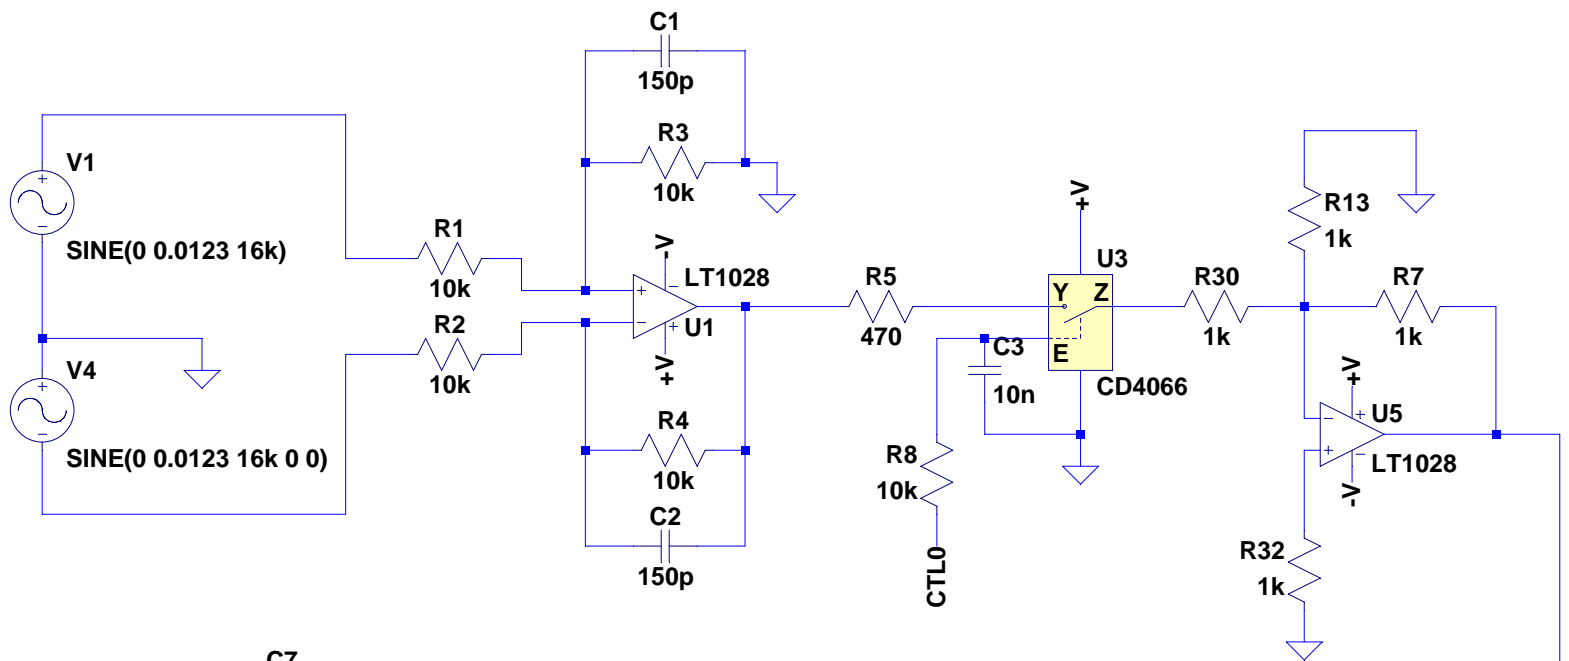 C1
150p
R3
10k
V1
SINE(0 0.0123 16k)
R1
10k
-V
LT1028
U1
+V
R2
10k
V4
SINE(0 0.0123 16k 0 0)
R4
10k
C2
150p
R5
470
+V
U3
Y Z
E
CD4066
C3
10n
R8
10k
CTL0
R30
1k
R13
1k
R7
1k
+V
U5
LT1028
-V
R32
1k
C7